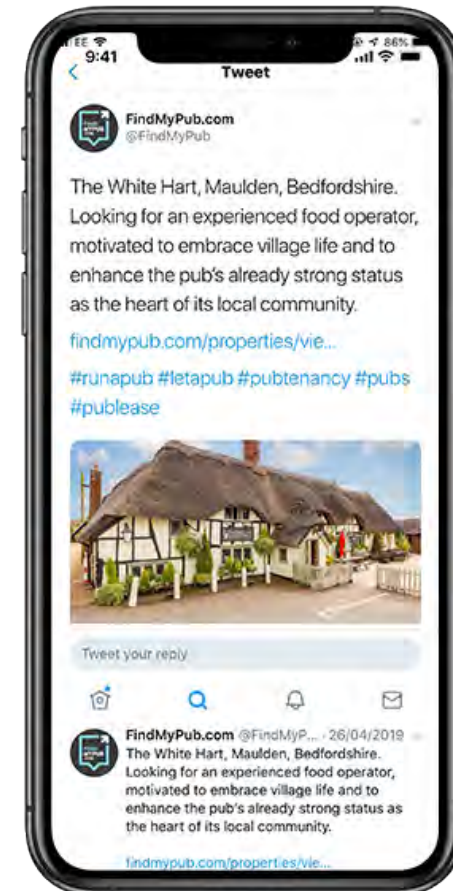 EE 86%
9:41
Tweet
FindMyPub.com
@FindMyPub
The White Hart, Maulden, Bedfordshire.
Looking for an experienced food operator,
motivated to embrace village life and to
enhance the pub's already strong status
as the heart of its local community.
findmypub.com/properties/vie...
#runapub #letapub #pubtenancy #pubs
#publease
Tweet your reply
FindMyPub.com @FindMyP... · 26/04/2019
The White Hart, Maulden, Bedfordshire.
Looking for an experienced food operator,
motivated to embrace village life and to
enhance the pub's already strong status as
the heart of its local community.
findmypub.com/properties/vie...